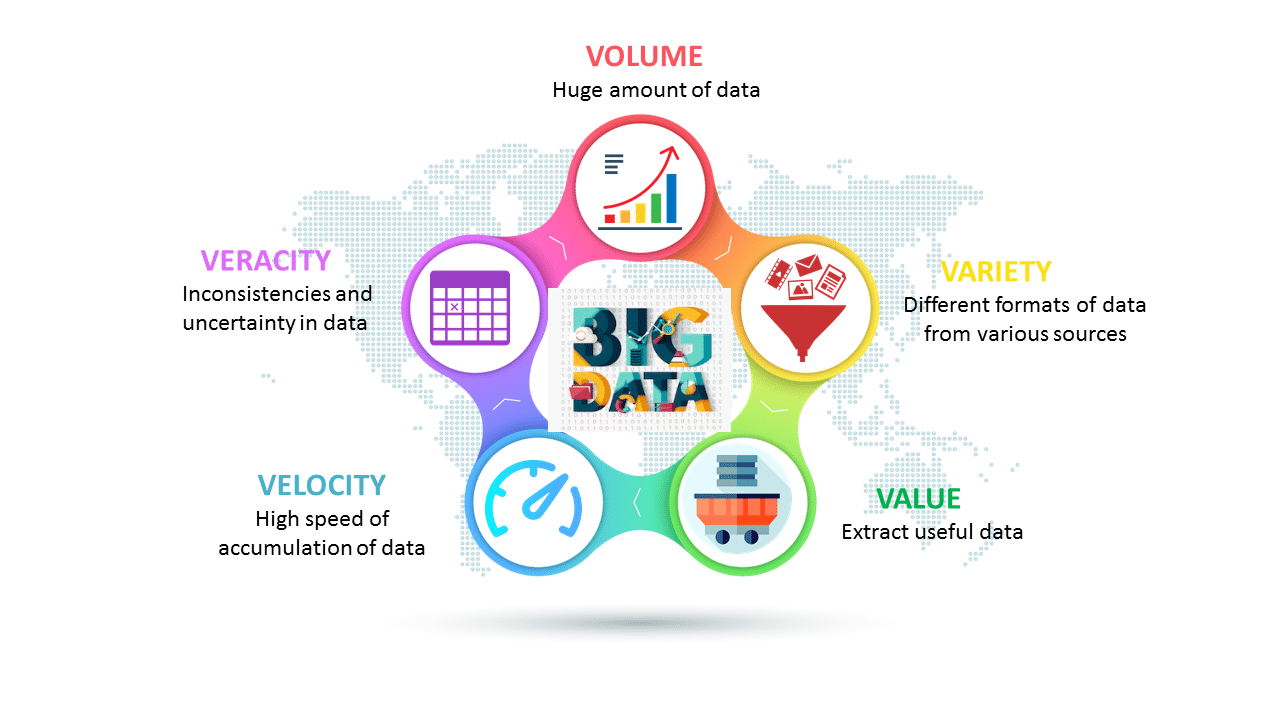 VOLUME
Huge amount of data
VERACITY
Inconsistencies and
uncertainty in data
VARIETY
Different formats of data
from various sources
BIG
DATA
VELOCITY
High speed of
accumulation of data
VALUE
Extract useful data